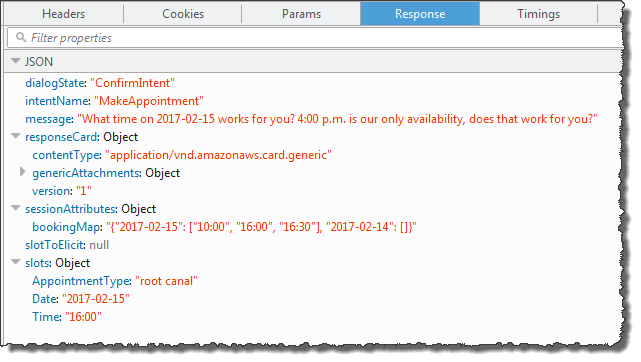 Headers Cookies Params Response Timings
Filter properties
JSON
dialogState: "ConfirmIntent"
intentName: "MakeAppointment"
message: "What time on 2017-02-15 works for you? 4:00 p.m. is our only availability, does that work for you?"
responseCard: Object
contentType: "application/vnd.amazonaws.card.generic"
genericAttachments: Object
version: "1"
sessionAttributes: Object
bookingMap: "{"2017-02-15": ["10:00", "16:00", "16:30"], "2017-02-14": []}"
slotToElicit: null
slots: Object
AppointmentType: "root canal"
Date: "2017-02-15"
Time: "16:00"